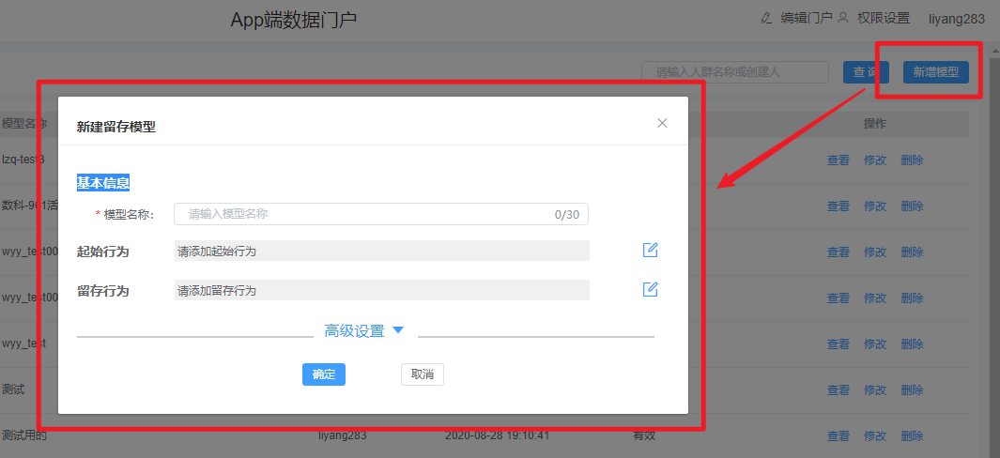 App端数据门户
编辑门户 权限设置 liyang283
请输入人群名称或创建人 查询 新增模型
模型名称 操作
新建留存模型
lzq-test3 查看 修改 删除
基本信息
数科-901活 查看 修改 删除
* 模型名称： 请输入模型名称 0/30
起始行为 请添加起始行为
wyy_test00 查看 修改 删除
留存行为 请添加留存行为
wyy_test00 查看 修改 删除
高级设置
wyy_test 查看 修改 删除
确定 取消
测试 查看 修改 删除
测试用的 liyang283 2020-08-28 19:10:41 有效 查看 修改 删除